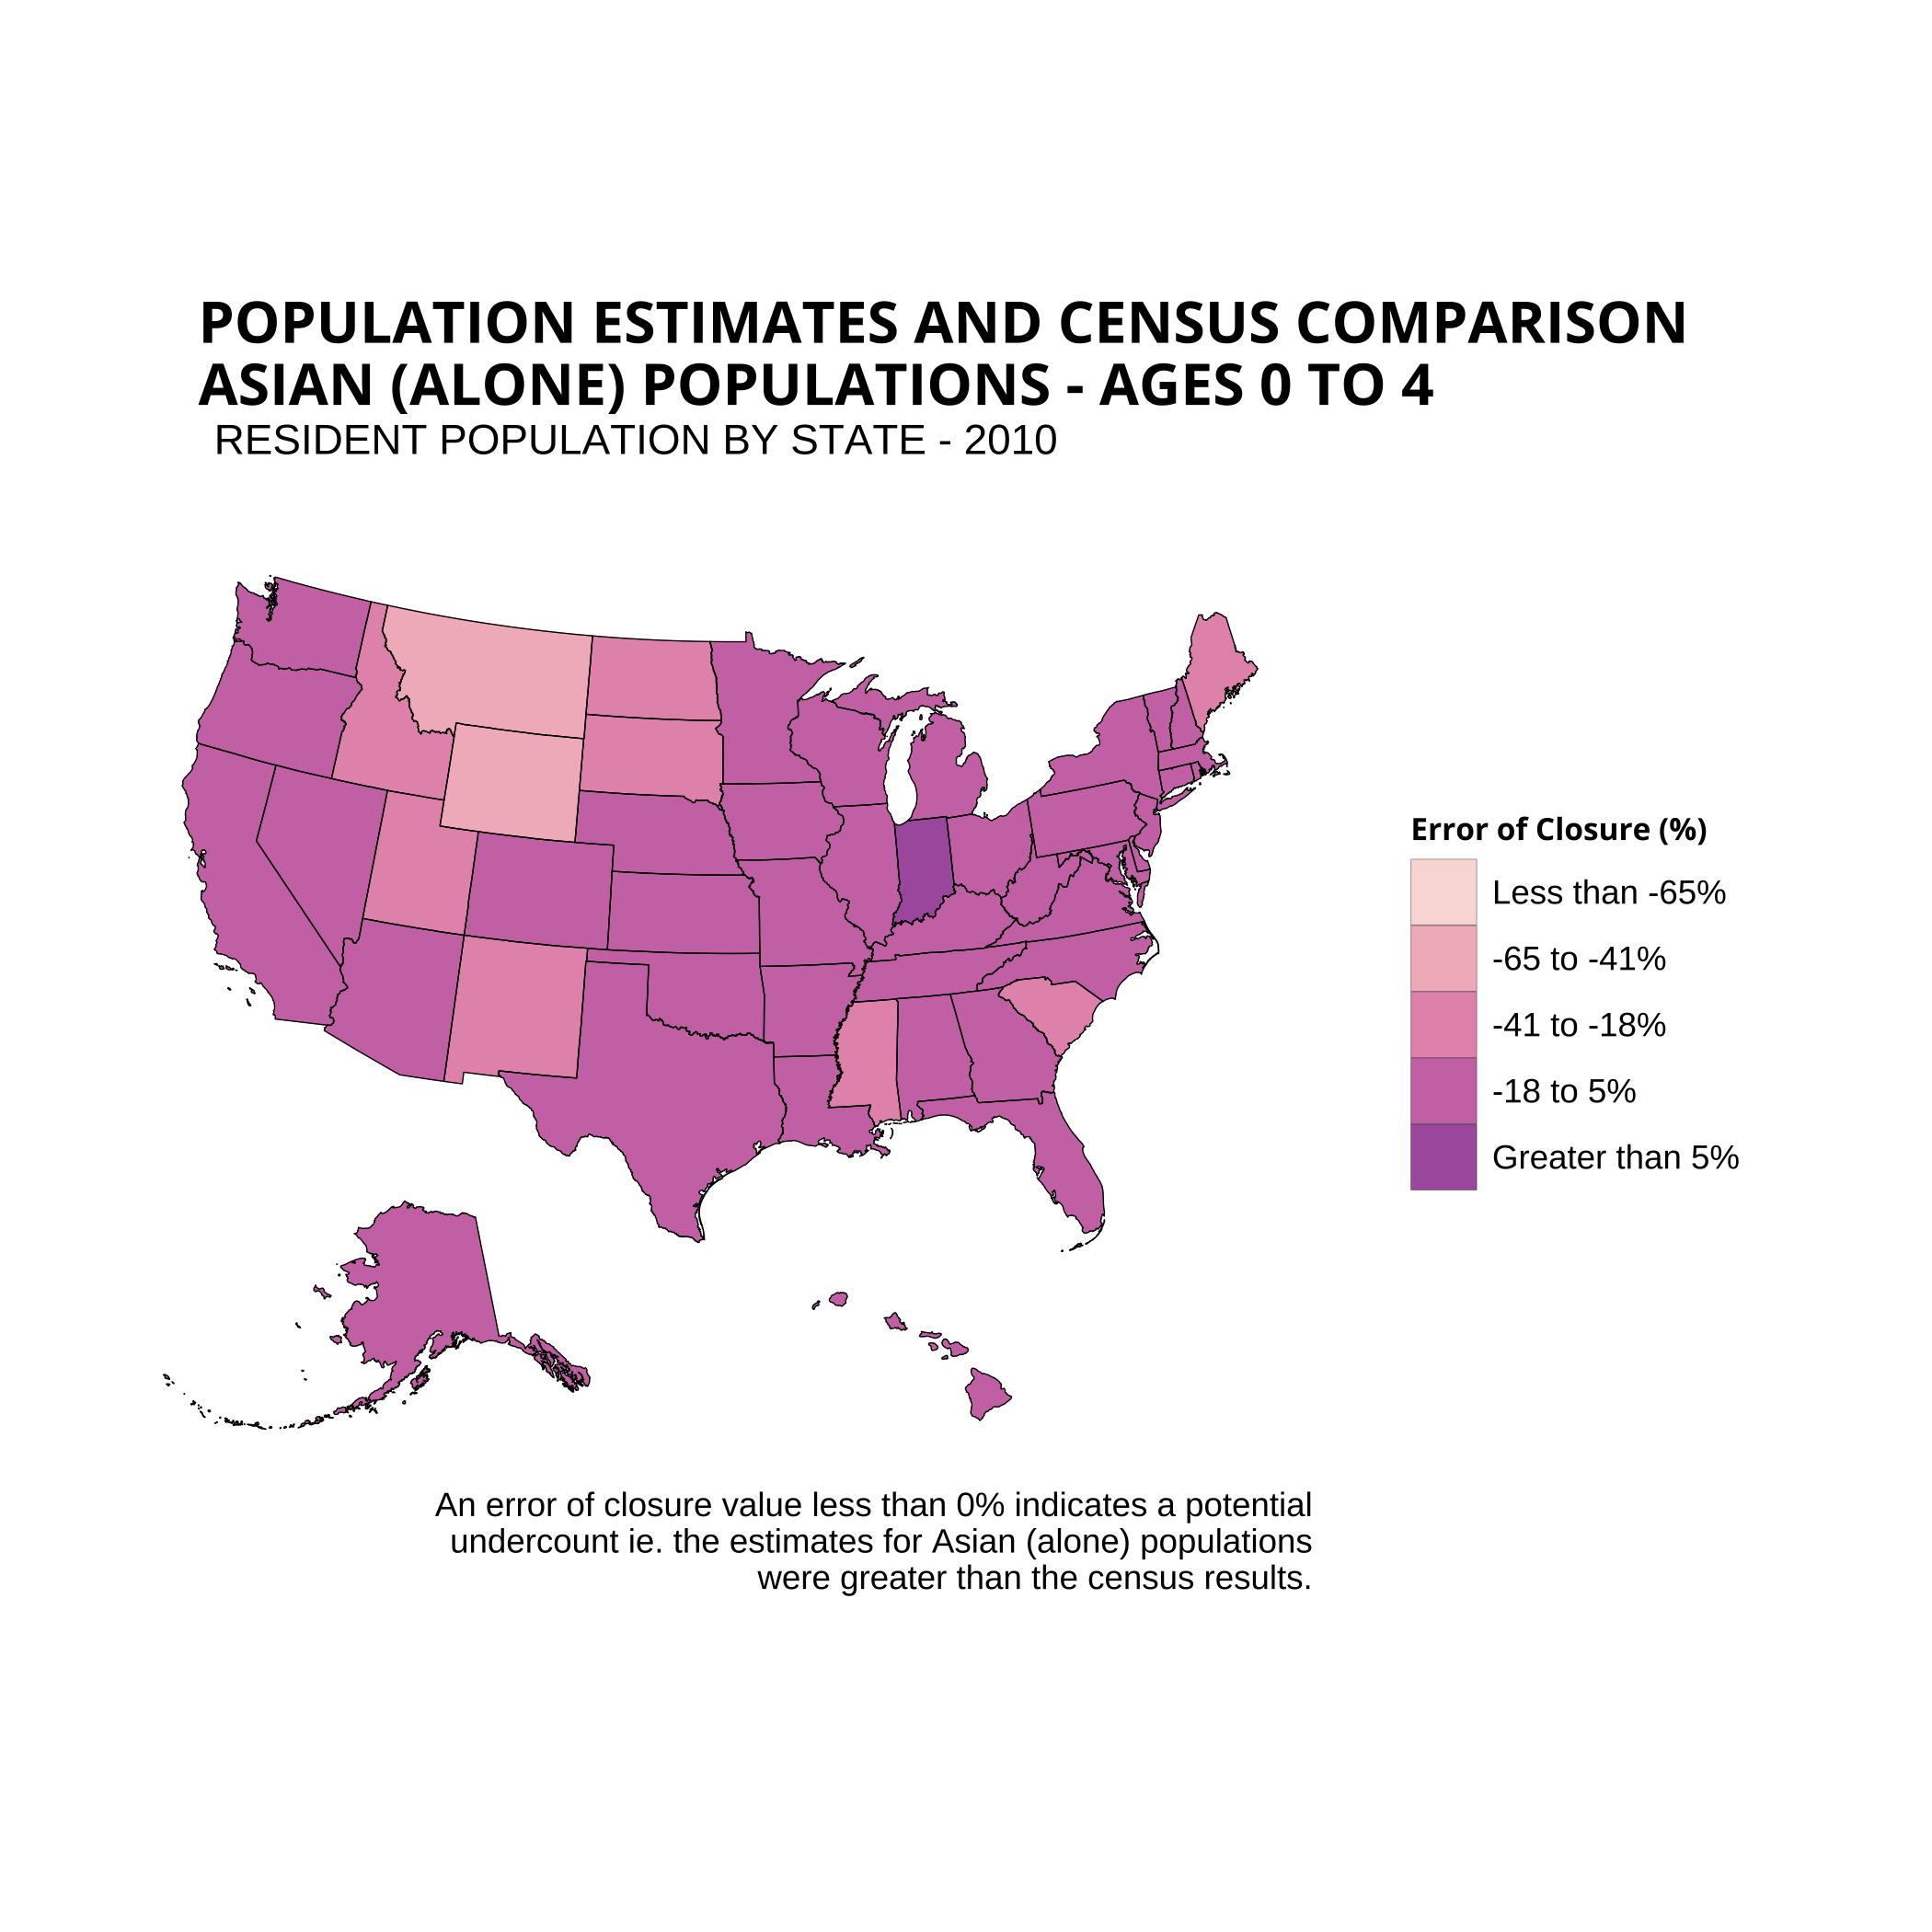 POPULATION ESTIMATES AND CENSUS COMPARISON
ASIAN (ALONE) POPULATIONS - AGES 0 TO 4
RESIDENT POPULATION BY STATE - 2010
Error of Closure (%)
Less than -65%
-65 to -41%
-41 to -18%
-18 to 5%
Greater than 5%
An error of closure value less than 0% indicates a potential
undercount ie. the estimates for Asian (alone) populations
were greater than the census results.